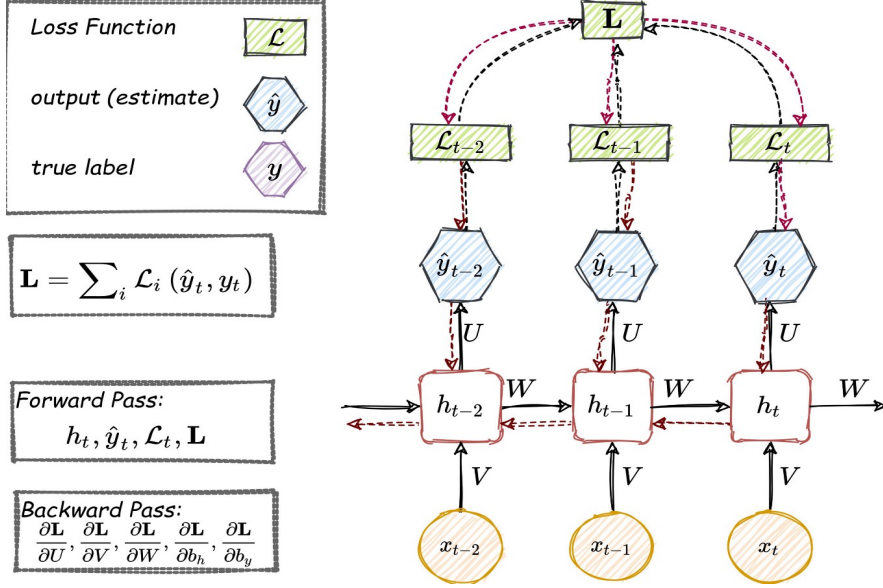 Loss Function
ℒ
output (estimate)
ŷ
true label
y
L = ∑ᵢ ℒᵢ (ŷₜ, yₜ)
Forward Pass:
hₜ, ŷₜ, ℒₜ, L
Backward Pass:
∂L/∂U, ∂L/∂V, ∂L/∂W, ∂L/∂b_h, ∂L/∂b_y
L
ℒₜ₋₂ ℒₜ₋₁ ℒₜ
ŷₜ₋₂ ŷₜ₋₁ ŷₜ
U U U
W W W
hₜ₋₂ hₜ₋₁ hₜ
V V V
xₜ₋₂ xₜ₋₁ xₜ